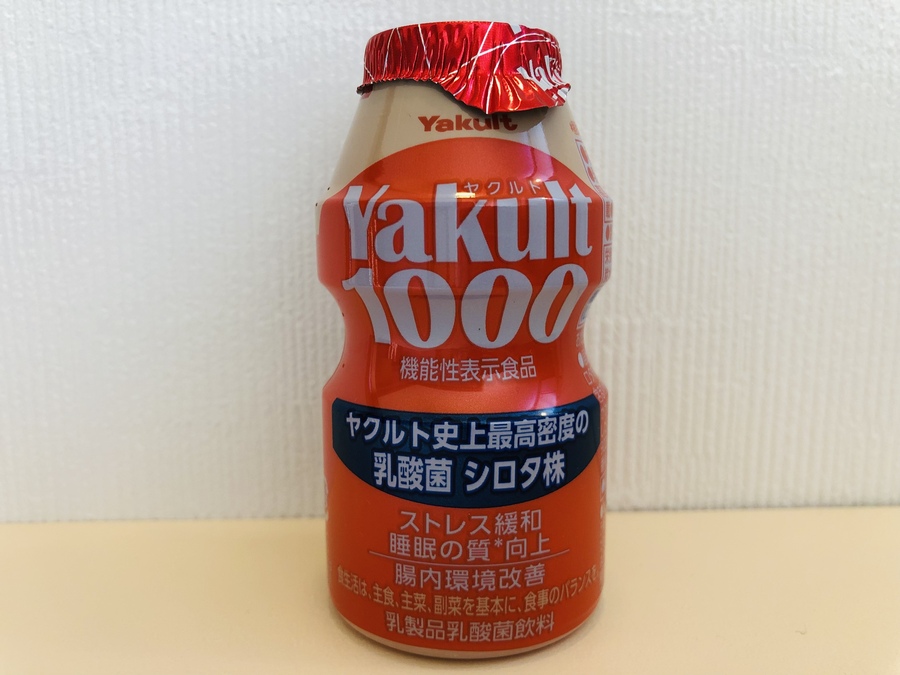 Yakult
ヤクルト
Yakult
1000
機能性表示食品
ヤクルト史上最高密度の
乳酸菌 シロタ株
ストレス緩和
睡眠の質*向上
腸内環境改善
食生活は、主食、主菜、副菜を基本に、食事のバランスを。
乳製品乳酸菌飲料